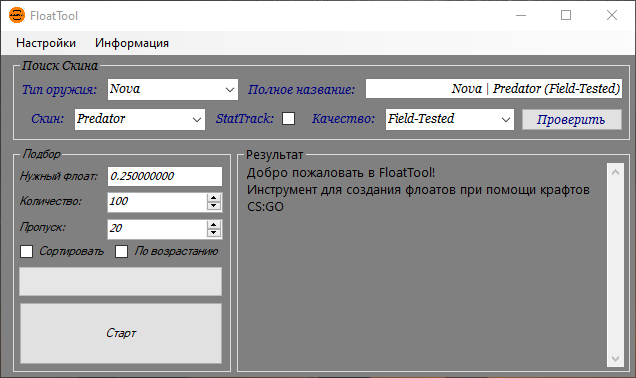 FloatTool
Настройки Информация
Поиск Скина
Тип оружия: Nova Полное название: Nova | Predator (Field-Tested)
Скин: Predator StatTrack: Качество: Field-Tested Проверить
Подбор
Нужный флоат: 0.250000000
Количество: 100
Пропуск: 20
Сортировать По возрастанию
Старт
Результат
Добро пожаловать в FloatTool!
Инструмент для создания флоатов при помощи крафтов
CS:GO